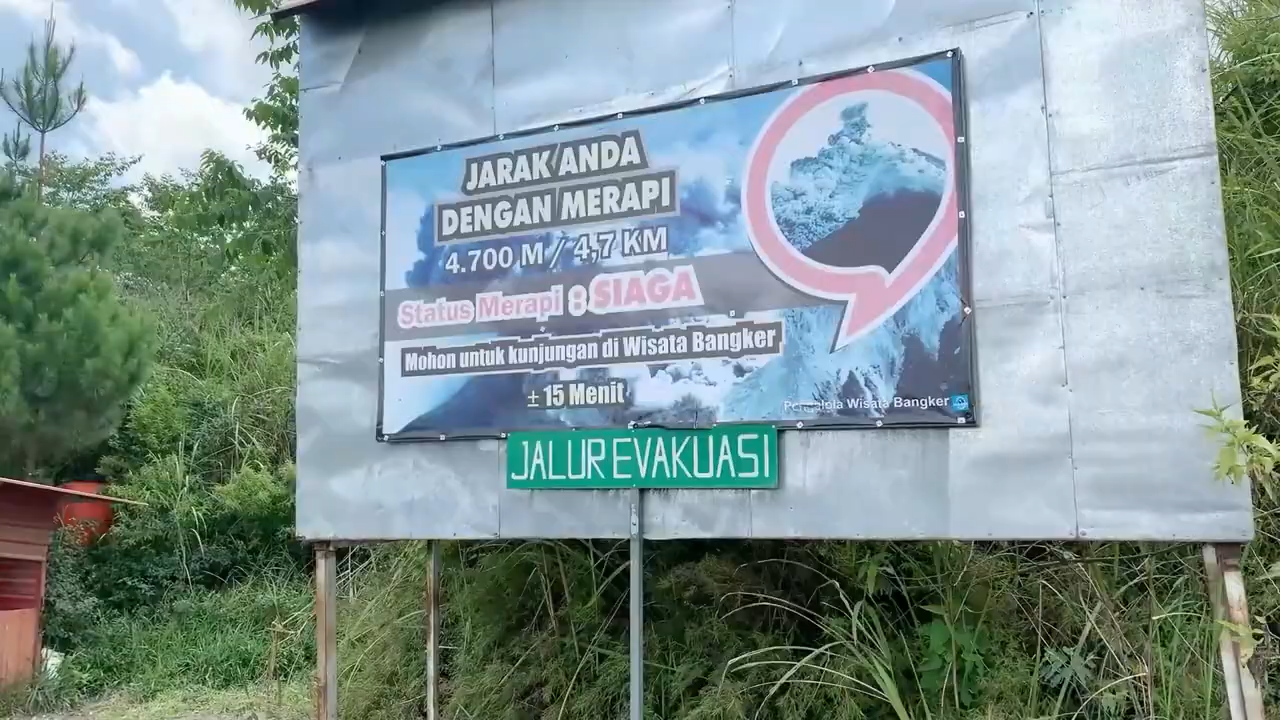 JARAK ANDA
DENGAN MERAPI
4.700 M / 4,7 KM
Status Merapi : SIAGA
Mohon untuk kunjungan di Wisata Bangker
± 15 Menit
Pengelola Wisata Bangker
JALUR EVAKUASI